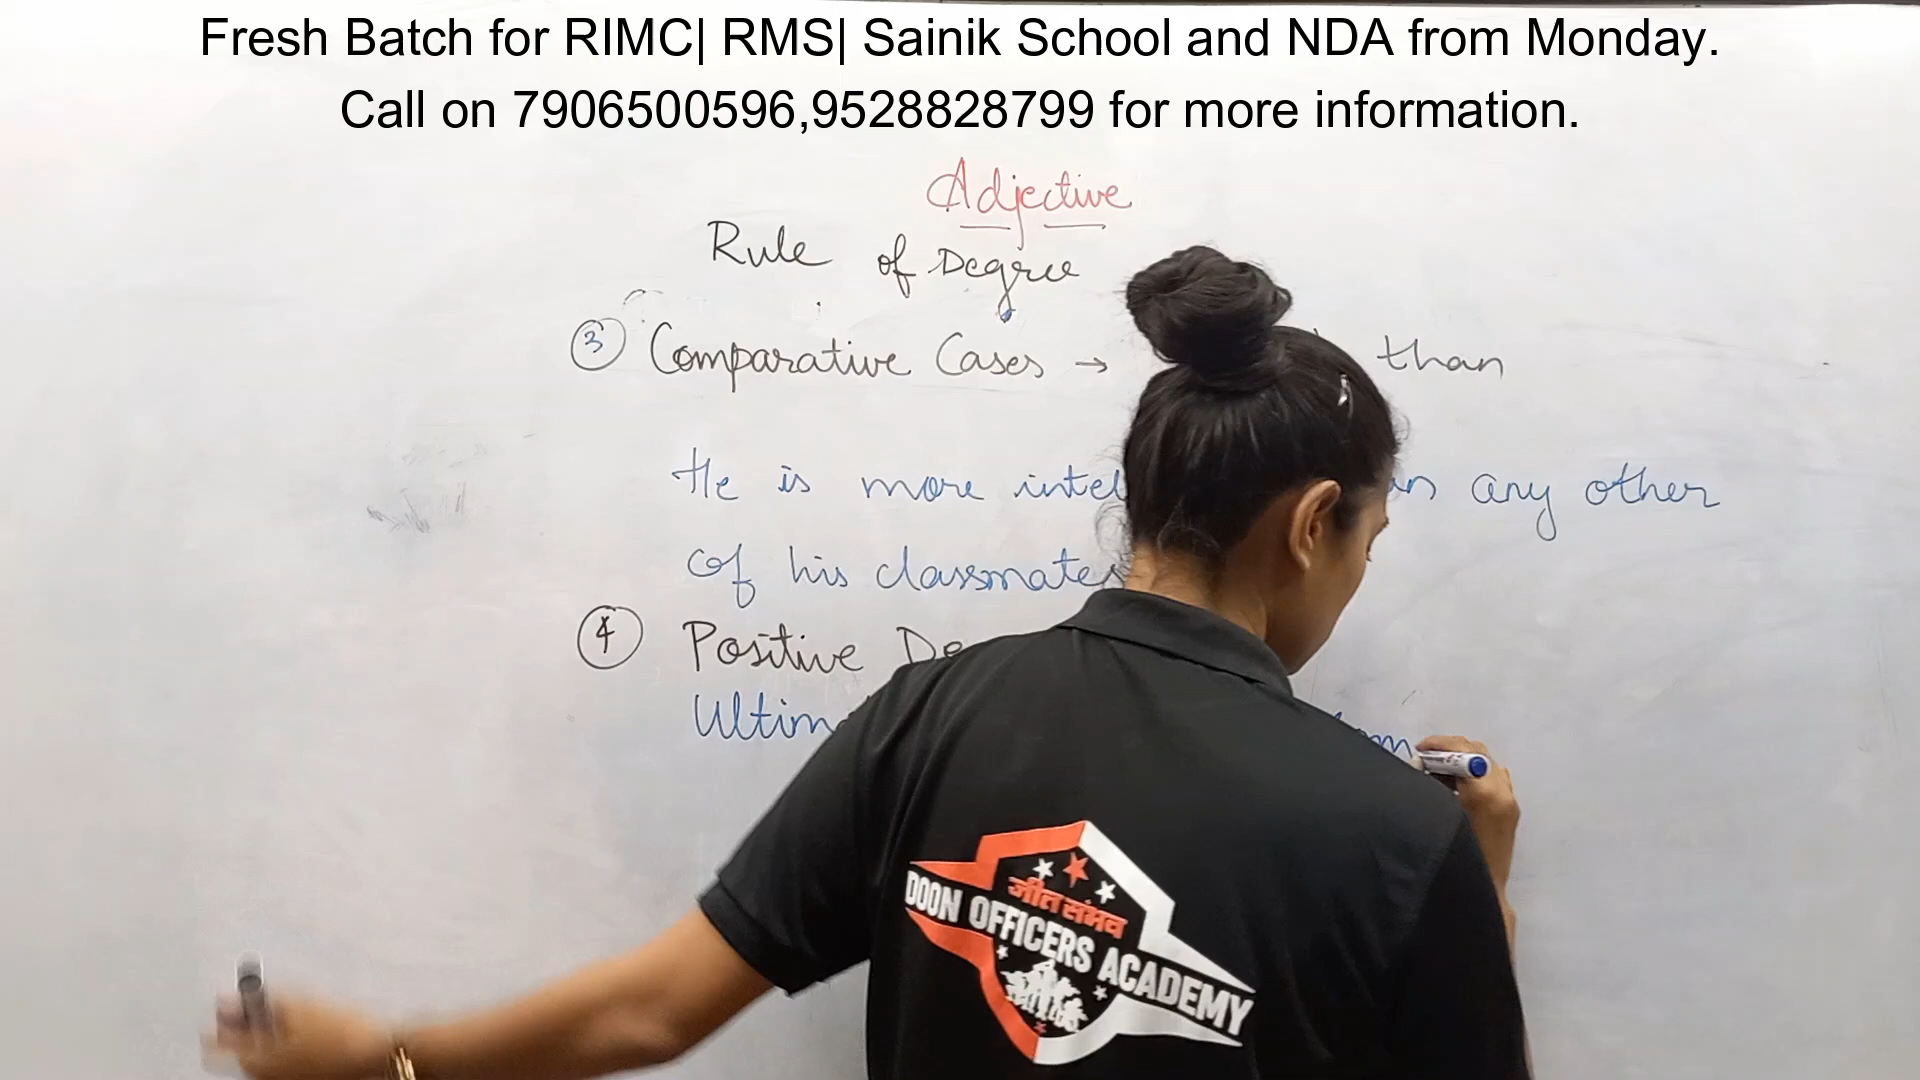 Fresh Batch for RIMC| RMS| Sainik School and NDA from Monday.
Call on 7906500596,9528828799 for more information.
Adjective
Rule of Degree
3 Comparative Cases → than
He is more any other
of his classmates
4 Positive
जीत संभव
DOON OFFICERS ACADEMY